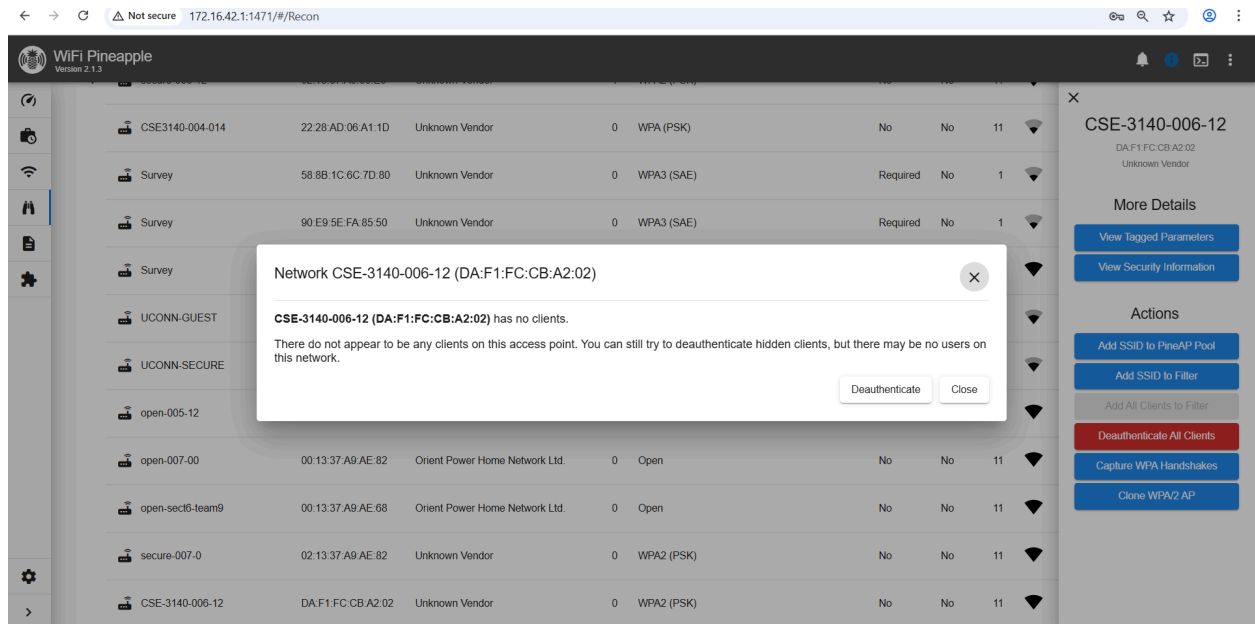 Not secure 172.16.42.1:1471/#/Recon
WiFi Pineapple
Version 2.1.3
CSE3140-004-014 22:28:AD:06:A1:1D Unknown Vendor 0 WPA (PSK) No No 11
Survey 58:8B:1C:6C:7D:80 Unknown Vendor 0 WPA3 (SAE) Required No 1
Survey 90:E9:5E:FA:85:50 Unknown Vendor 0 WPA3 (SAE) Required No 1
Survey
UCONN-GUEST
UCONN-SECURE
open-005-12
open-007-00 00:13:37:A9:AE:82 Orient Power Home Network Ltd. 0 Open No No 11
open-sect6-team9 00:13:37:A9:AE:68 Orient Power Home Network Ltd. 0 Open No No 11
secure-007-0 02:13:37:A9:AE:82 Unknown Vendor 0 WPA2 (PSK) No No 11
CSE-3140-006-12 DA:F1:FC:CB:A2:02 Unknown Vendor 0 WPA2 (PSK) No No 11
Network CSE-3140-006-12 (DA:F1:FC:CB:A2:02)
CSE-3140-006-12 (DA:F1:FC:CB:A2:02) has no clients.
There do not appear to be any clients on this access point. You can still try to deauthenticate hidden clients, but there may be no users on
this network.
Deauthenticate Close
CSE-3140-006-12
DA:F1:FC:CB:A2:02
Unknown Vendor
More Details
View Tagged Parameters
View Security Information
Actions
Add SSID to PineAP Pool
Add SSID to Filter
Add All Clients to Filter
Deauthenticate All Clients
Capture WPA Handshakes
Clone WPA/2 AP